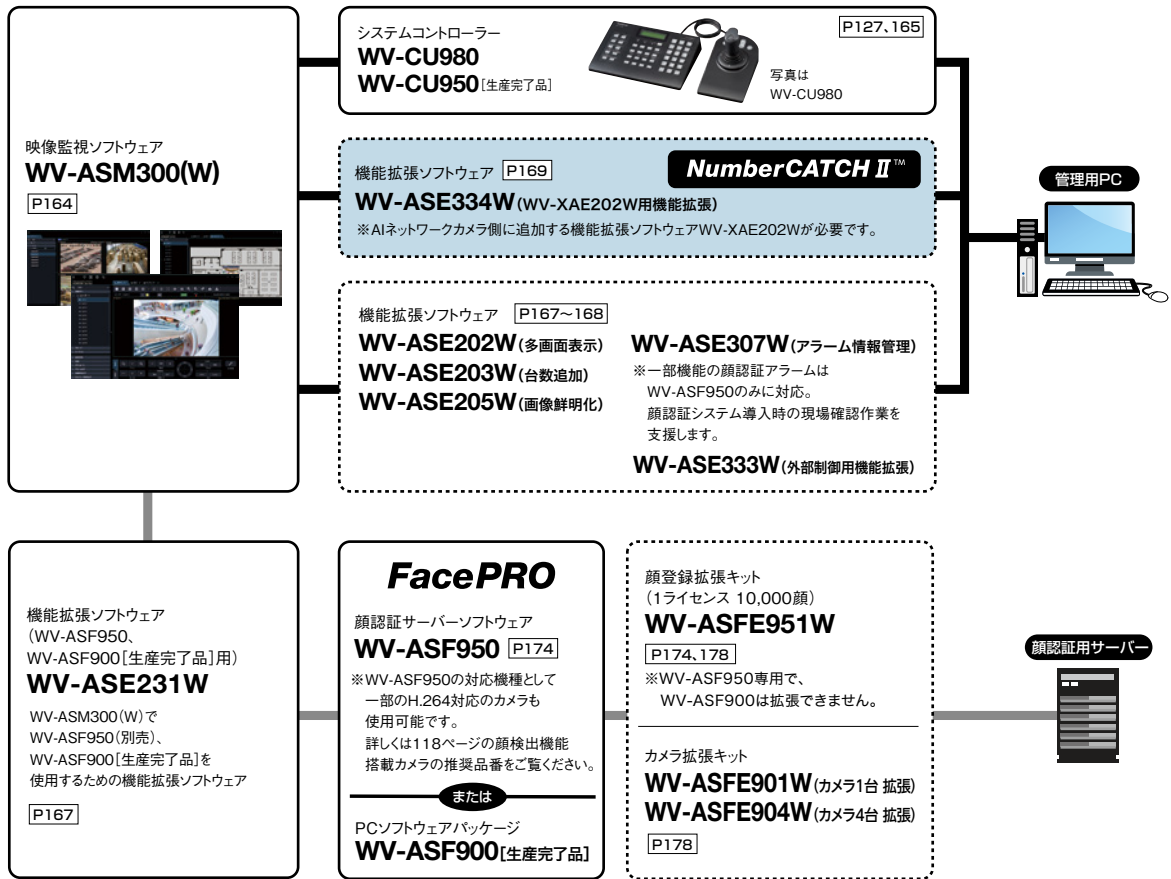 映像監視ソフトウェア
WV-ASM300(W)
P164
システムコントローラー
WV-CU980
WV-CU950[生産完了品]
P127、165
写真は
WV-CU980
機能拡張ソフトウェア P169
NumberCATCH Ⅱ™
WV-ASE334W(WV-XAE202W用機能拡張)
※AIネットワークカメラ側に追加する機能拡張ソフトウェアWV-XAE202Wが必要です。
機能拡張ソフトウェア P167～168
WV-ASE202W(多画面表示)
WV-ASE203W(台数追加)
WV-ASE205W(画像鮮明化)
WV-ASE307W(アラーム情報管理)
※一部機能の顔認証アラームは
WV-ASF950のみに対応。
顔認証システム導入時の現場確認作業を
支援します。
WV-ASE333W(外部制御用機能拡張)
管理用PC
機能拡張ソフトウェア
(WV-ASF950、
WV-ASF900[生産完了品]用)
WV-ASE231W
WV-ASM300(W)で
WV-ASF950(別売)、
WV-ASF900[生産完了品]を
使用するための機能拡張ソフトウェア
P167
FacePRO
顔認証サーバーソフトウェア
WV-ASF950 P174
※WV-ASF950の対応機種として
一部のH.264対応のカメラも
使用可能です。
詳しくは118ページの顔検出機能
搭載カメラの推奨品番をご覧ください。
または
PCソフトウェアパッケージ
WV-ASF900[生産完了品]
顔登録拡張キット
(1ライセンス 10,000顔)
WV-ASFE951W
P174、178
※WV-ASF950専用で、
WV-ASF900は拡張できません。
カメラ拡張キット
WV-ASFE901W(カメラ1台 拡張)
WV-ASFE904W(カメラ4台 拡張)
P178
顔認証用サーバー